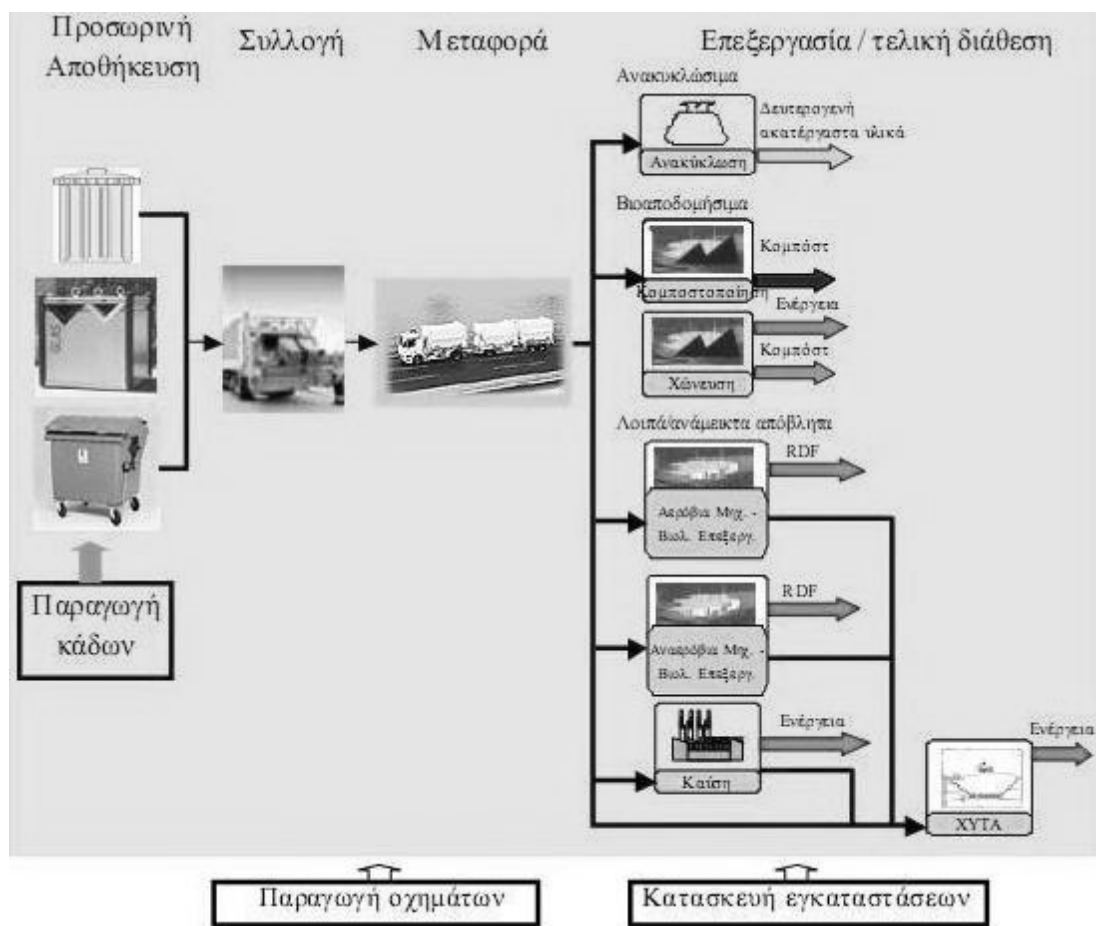 Προσωρινή
Αποθήκευση
Συλλογή
Μεταφορά
Επεξεργασία / τελική διάθεση
Ανακυκλώσιμα
Δευτερογενή
ακατέργαστα υλικά
Ανακύκλωση
Βιοαποδομήσιμα
Κομπόστ
Κομποστοποίηση
Ενέργεια
Κομπόστ
Χώνευση
Λοιπά/ανάμεικτα απόβλητα
RDF
Αερόβια Μηχ. -
Βιολ. Επεξεργ.
RDF
Αναερόβια Μηχ. -
Βιολ. Επεξεργ.
Ενέργεια
Καύση
Ενέργεια
ΧΥΤΑ
GLAS
Παραγωγή
κάδων
Παραγωγή οχημάτων
Κατασκευή εγκαταστάσεων